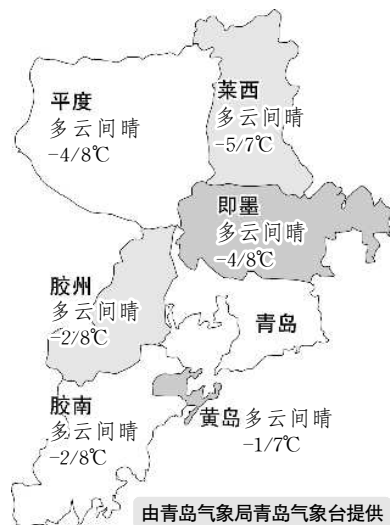 平度
多云间晴
-4/8℃
莱西
多云间晴
-5/7℃
即墨
多云间晴
-4/8℃
胶州
多云间晴
-2/8℃
青岛
胶南
多云间晴
-2/8℃
黄岛多云间晴
-1/7℃
由青岛气象局青岛气象台提供